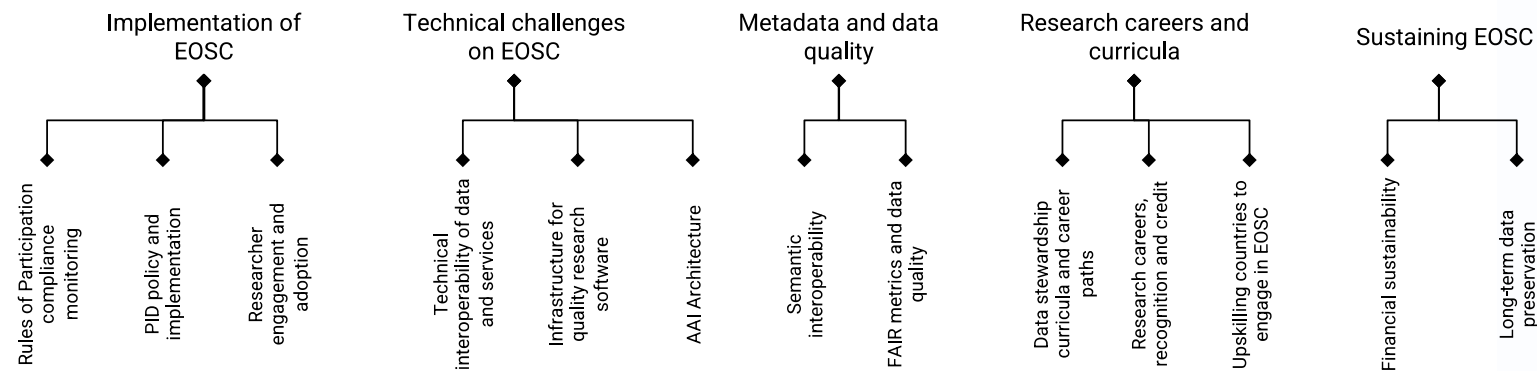 Implementation of
EOSC
Technical challenges
on EOSC
Metadata and data
quality
Research careers and
curricula
Sustaining EOSC
Rules of Participation
compliance
monitoring
PID policy and
implementation
Researcher
engagement and
adoption
Technical
interoperability of data
and services
Infrastructure for
quality research
software
AAI Architecture
Semantic
interoperability
FAIR metrics and data
quality
Data stewardship
curricula and career
paths
Research careers,
recognition and credit
Upskilling countries to
engage in EOSC
Financial sustainability
Long-term data
preservation